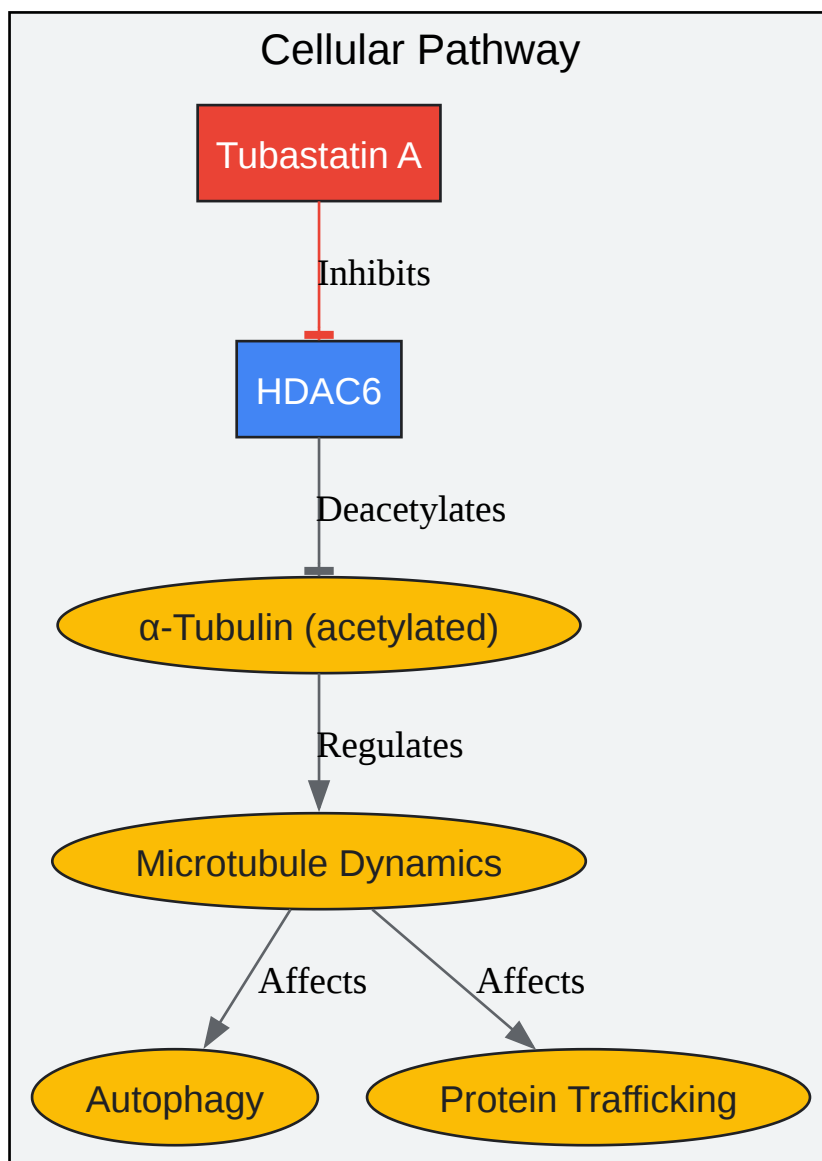 Cellular Pathway
Tubastatin A
Inhibits
HDAC6
Deacetylates
α-Tubulin (acetylated)
Regulates
Microtubule Dynamics
Affects
Affects
Autophagy
Protein Trafficking